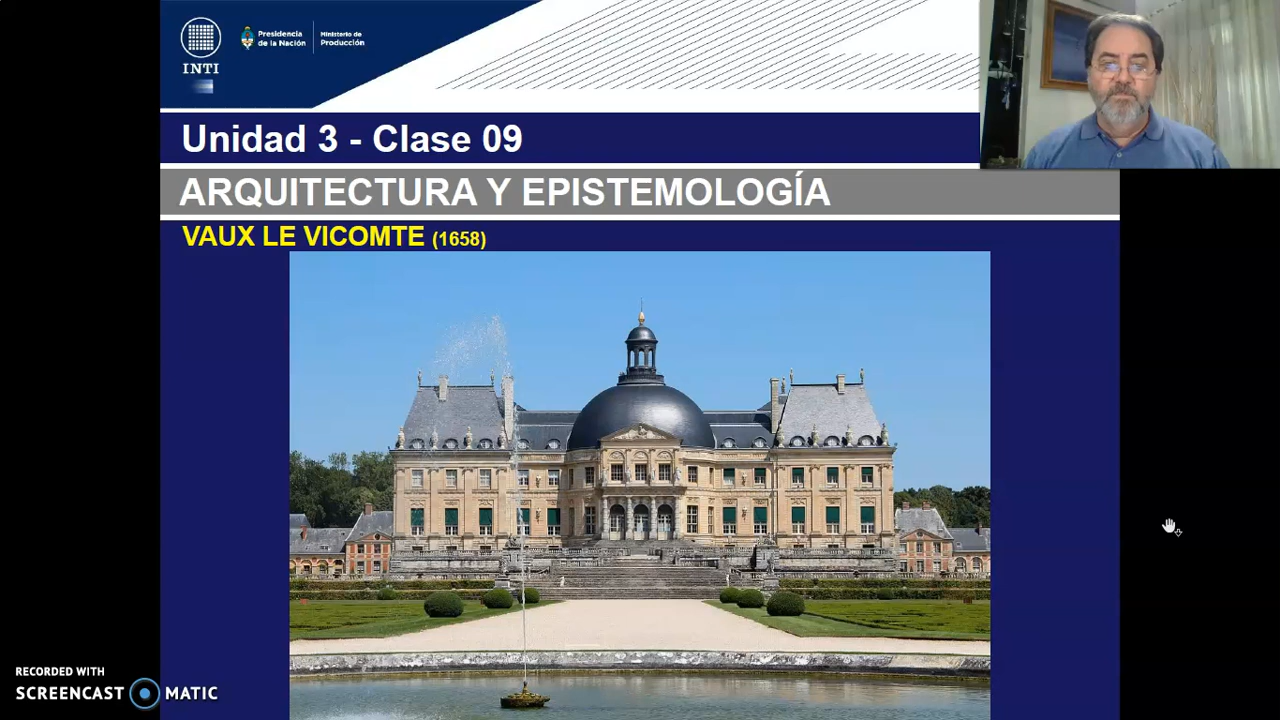 INTI
Presidencia
de la Nación
Ministerio de
Producción
Unidad 3 - Clase 09
ARQUITECTURA Y EPISTEMOLOGÍA
VAUX LE VICOMTE (1658)
RECORDED WITH
SCREENCAST MATIC